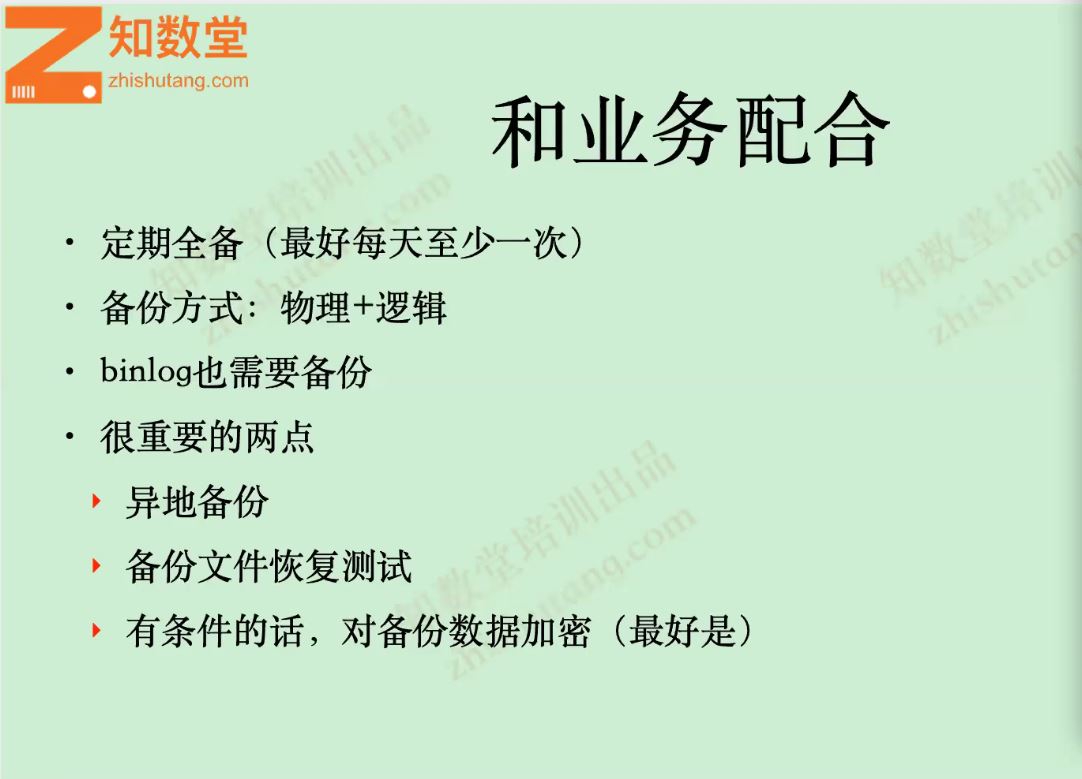 知数堂
zhishutang.com
和业务配合
• 定期全备（最好每天至少一次）
• 备份方式：物理+逻辑
• binlog也需要备份
• 很重要的两点
异地备份
备份文件恢复测试
有条件的话，对备份数据加密（最好是）
知数堂培训出品
zhishutang.com
知数堂培训
zhishutang
知数堂培训出品
zhishutang.com